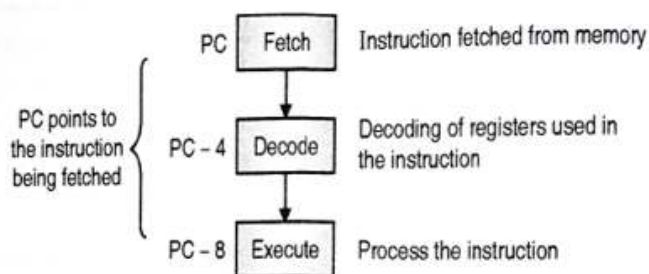 PC Fetch Instruction fetched from memory
PC points to
the instruction
being fetched
PC – 4 Decode Decoding of registers used in
the instruction
PC – 8 Execute Process the instruction